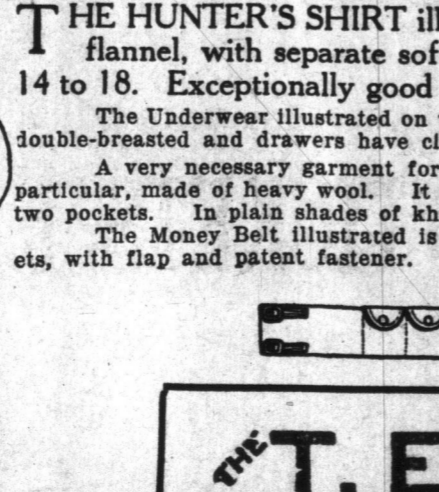 THE HUNTER'S SHIRT ill
flannel, with separate sof
14 to 18. Exceptionally good
The Underwear illustrated on
double-breasted and drawers have cl
A very necessary garment for
particular, made of heavy wool. It
two pockets. In plain shades of kh
The Money Belt illustrated is
ets, with flap and patent fastener.
THE T. E